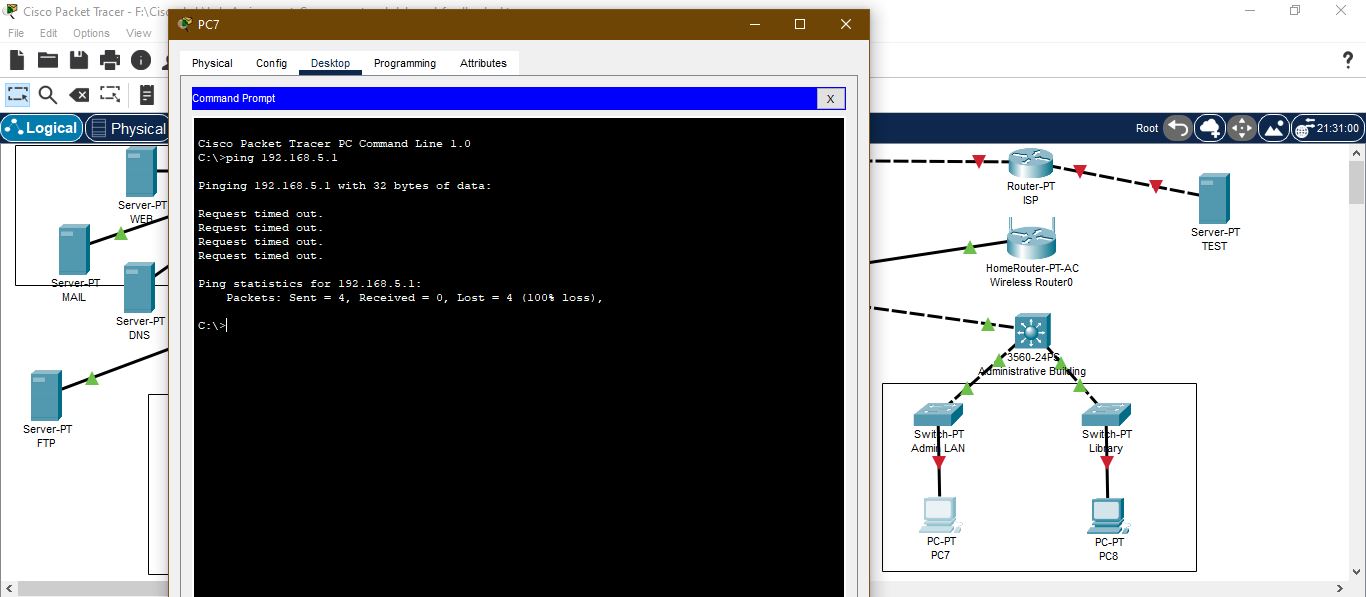 Cisco Packet Tracer - F:\Cisc
File Edit Options View
PC7
Physical Config Desktop Programming Attributes
?
Command Prompt
X
Logical
Physical
Root
21:31:00
Cisco Packet Tracer PC Command Line 1.0
C:\>ping 192.168.5.1
Pinging 192.168.5.1 with 32 bytes of data:
Request timed out.
Request timed out.
Request timed out.
Request timed out.
Ping statistics for 192.168.5.1:
Packets: Sent = 4, Received = 0, Lost = 4 (100% loss),
C:\>
Server-PT
WEB
Server-PT
MAIL
Server-PT
DNS
Server-PT
FTP
Router-PT
ISP
Server-PT
TEST
HomeRouter-PT-AC
Wireless Router0
3560-24PS
Administrative Building
Switch-PT
Admin LAN
Switch-PT
Library
PC-PT
PC7
PC-PT
PC8